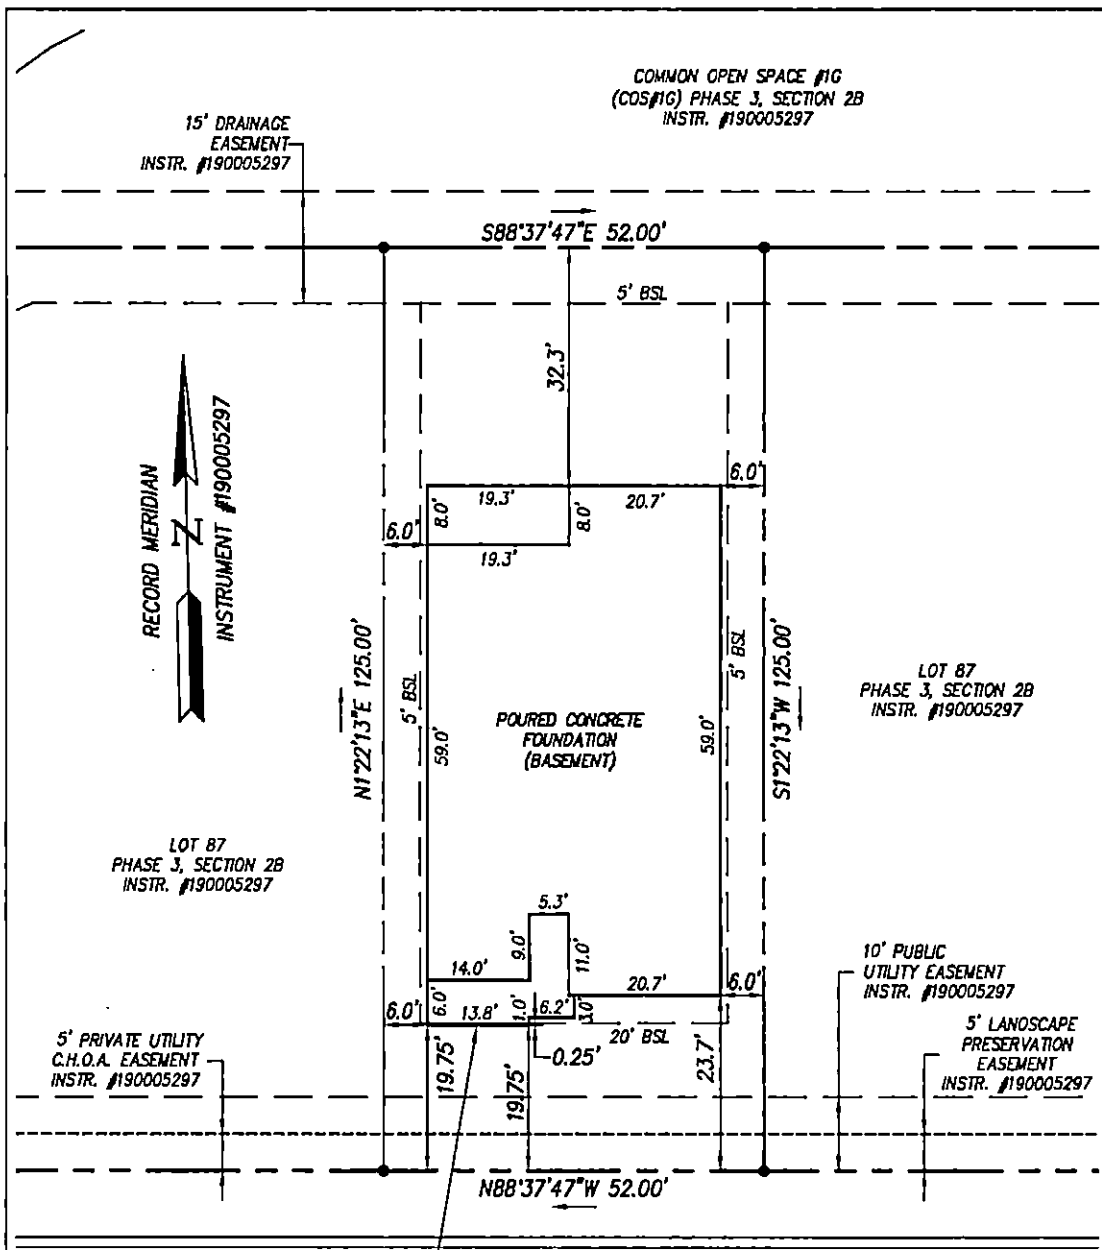 COMMON OPEN SPACE #1G
(COS#1G) PHASE 3, SECTION 2B
INSTR. #190005297
15' DRAINAGE
EASEMENT
INSTR. #190005297
S88°37'47"E 52.00'
5' BSL
32.3'
RECORD MERIDIAN
INSTRUMENT #190005297
N
6.0'
19.3'
20.7'
8.0'
8.0'
6.0'
19.3'
N1°22'13"E 125.00'
5' BSL
59.0'
POURED CONCRETE
FOUNDATION
(BASEMENT)
59.0'
5' BSL
S1°22'13"W 125.00'
LOT 87
PHASE 3, SECTION 2B
INSTR. #190005297
LOT 87
PHASE 3, SECTION 2B
INSTR. #190005297
5.3'
9.0'
11.0'
14.0'
20.7'
6.0'
6.0'
6.0'
13.8'
1.0'
6.2'
3.0'
20' BSL
0.25'
19.75'
19.75'
23.7'
10' PUBLIC
UTILITY EASEMENT
INSTR. #190005297
5' PRIVATE UTILITY
C.H.O.A. EASEMENT
INSTR. #190005297
5' LANOSCAPE
PRESERVATION
EASEMENT
INSTR. #190005297
N88°37'47"W 52.00'